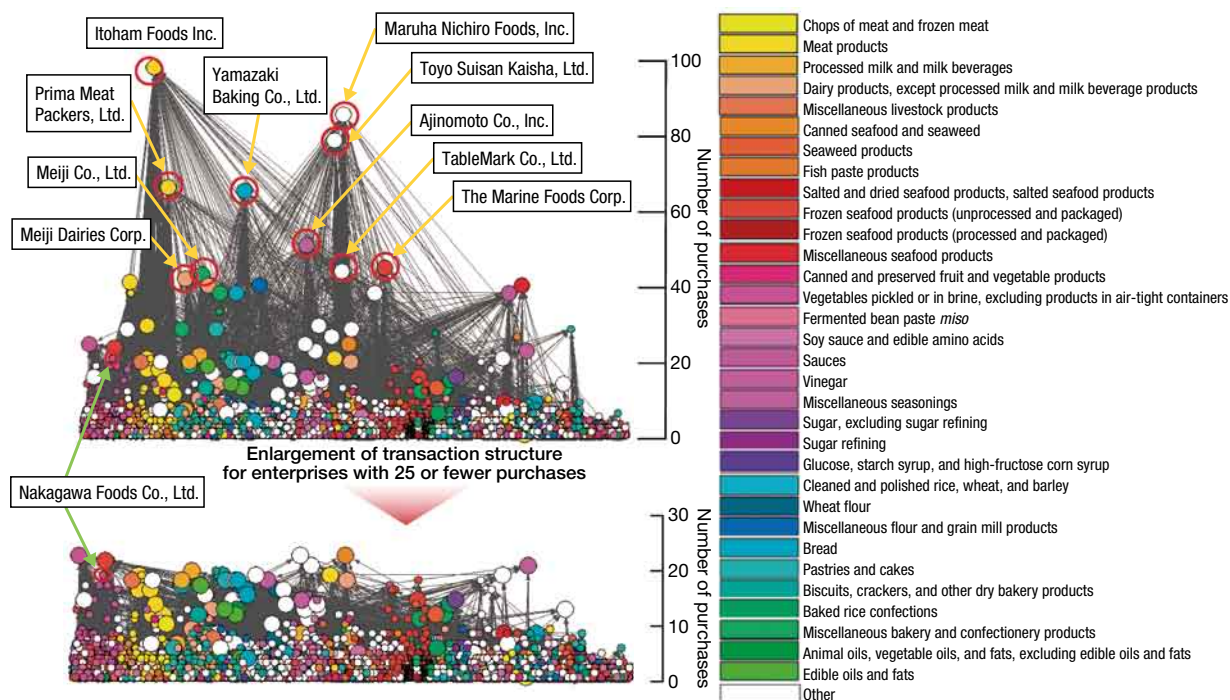 Itoham Foods Inc.
Prima Meat
Packers, Ltd.
Meiji Co., Ltd.
Meiji Dairies Corp.
Yamazaki
Baking Co., Ltd.
Maruha Nichiro Foods, Inc.
Toyo Suisan Kaisha, Ltd.
Ajinomoto Co., Inc.
TableMark Co., Ltd.
The Marine Foods Corp.
100
80
60
40
20
0
Number of purchases
Enlargement of transaction structure
for enterprises with 25 or fewer purchases
Nakagawa Foods Co., Ltd.
30
20
10
0
Number of purchases
Chops of meat and frozen meat
Meat products
Processed milk and milk beverages
Dairy products, except processed milk and milk beverage products
Miscellaneous livestock products
Canned seafood and seaweed
Seaweed products
Fish paste products
Salted and dried seafood products, salted seafood products
Frozen seafood products (unprocessed and packaged)
Frozen seafood products (processed and packaged)
Miscellaneous seafood products
Canned and preserved fruit and vegetable products
Vegetables pickled or in brine, excluding products in air-tight containers
Fermented bean paste miso
Soy sauce and edible amino acids
Sauces
Vinegar
Miscellaneous seasonings
Sugar, excluding sugar refining
Sugar refining
Glucose, starch syrup, and high-fructose corn syrup
Cleaned and polished rice, wheat, and barley
Wheat flour
Miscellaneous flour and grain mill products
Bread
Pastries and cakes
Biscuits, crackers, and other dry bakery products
Baked rice confections
Miscellaneous bakery and confectionery products
Animal oils, vegetable oils, and fats, excluding edible oils and fats
Edible oils and fats
Other